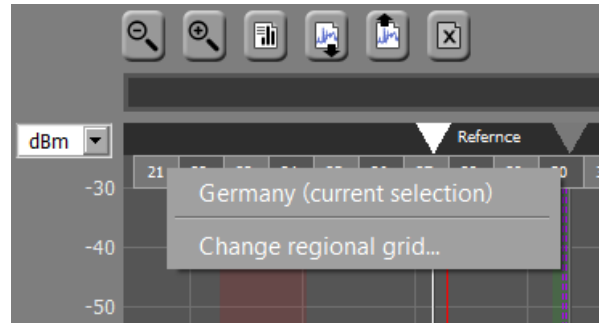 dBm
Refernce
21
-30
Germany (current selection)
-40
Change regional grid...
-50